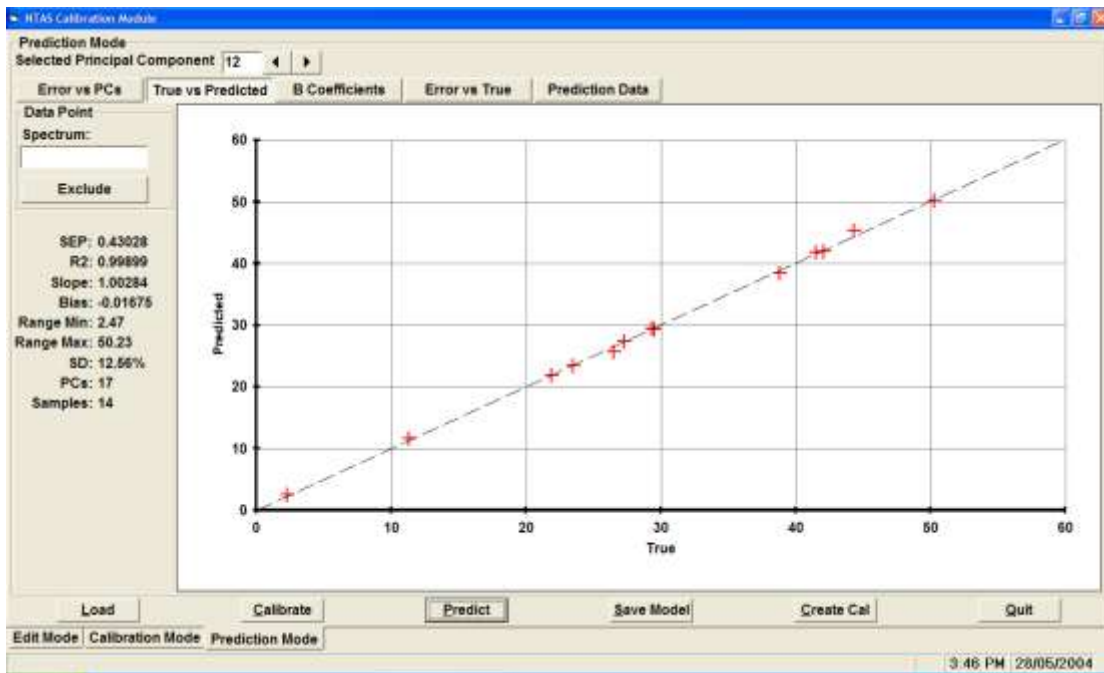 NTAS Calibration Module
Prediction Mode
Selected Principal Component 12
Error vs PCs True vs Predicted B Coefficients Error vs True Prediction Data
Data Point
Spectrum:
Exclude
SEP: 0.43028
R2: 0.99899
Slope: 1.00284
Bias: -0.01675
Range Min: 2.47
Range Max: 50.23
SD: 12.56%
PCs: 17
Samples: 14
60
50
40
30
20
10
0
Predicted
0 10 20 30 40 50 60
True
Load Calibrate Predict Save Model Create Cal Quit
Edit Mode Calibration Mode Prediction Mode
3:46 PM 28/05/2004